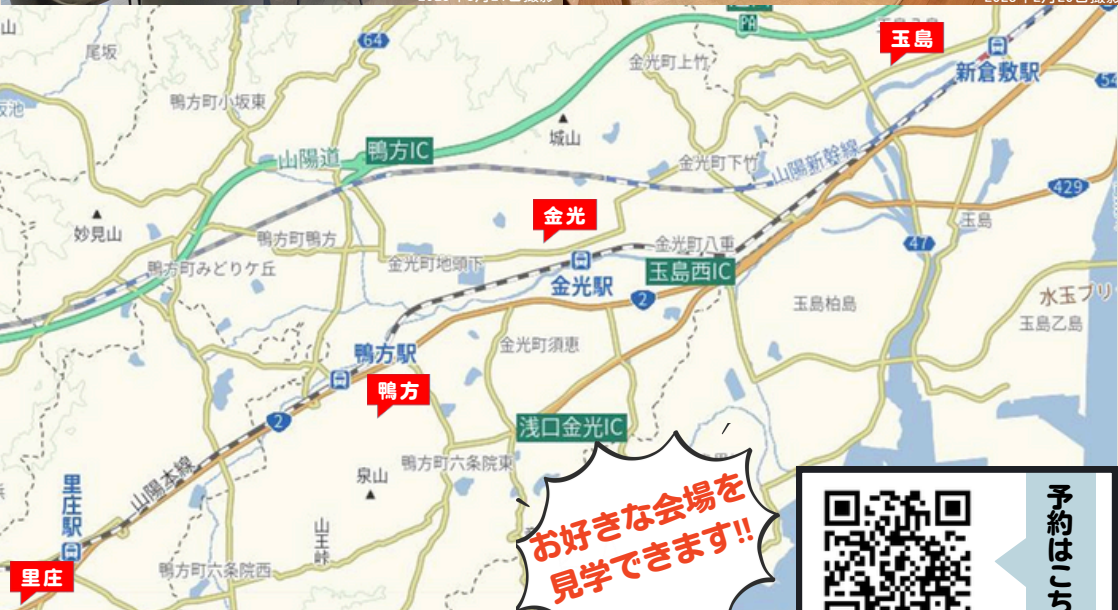 山
尾坂
64
鴨方町小坂東
PA
金光町上竹
玉島
新倉敷駅
城山
山陽道
鴨方IC
金光町下竹
山陽新幹線
429
妙見山
金光
玉島
鴨方町鴨方
金光町八重
47
鴨方町みどりケ丘
金光町地頭下
玉島西IC
金光駅
2
玉島柏島
水玉ブリ
玉島乙島
金光町須恵
鴨方駅
鴨方
2
浅口金光IC
鴨方町六条院東
泉山
山陽本線
里庄駅
山王峠
鴨方町六条院西
里庄
お好きな会場を
見学できます!!
予約はこち